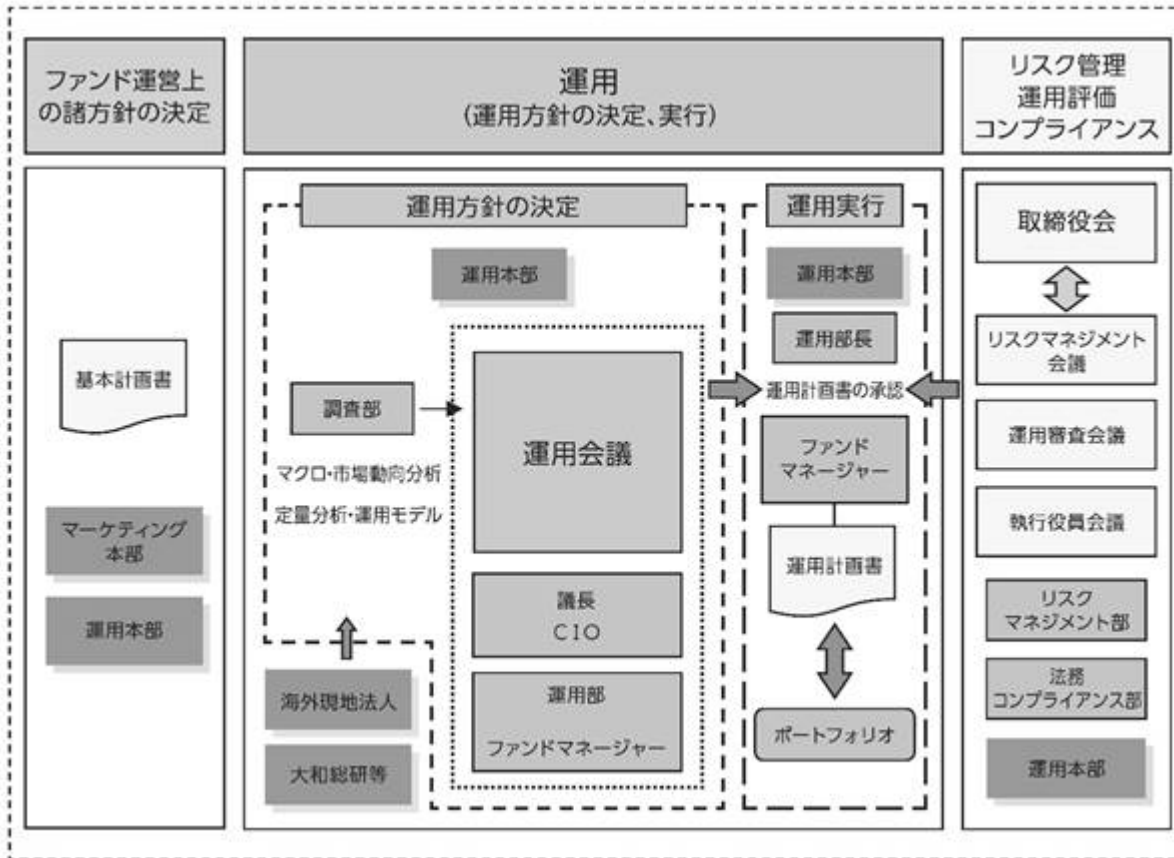 ファンド運営上
の諸方針の決定
運用
(運用方針の決定、実行)
リスク管理
運用評価
コンプライアンス
基本計画書
マーケティング
本部
運用本部
運用方針の決定
運用本部
調査部
マクロ・市場動向分析
定量分析・運用モデル
運用会議
議長
CIO
運用部
ファンドマネージャー
海外現地法人
大和総研等
運用実行
運用本部
運用部長
運用計画書の承認
ファンド
マネージャー
運用計画書
ポートフォリオ
取締役会
リスクマネジメント
会議
運用審査会議
執行役員会議
リスク
マネジメント部
法務
コンプライアンス部
運用本部